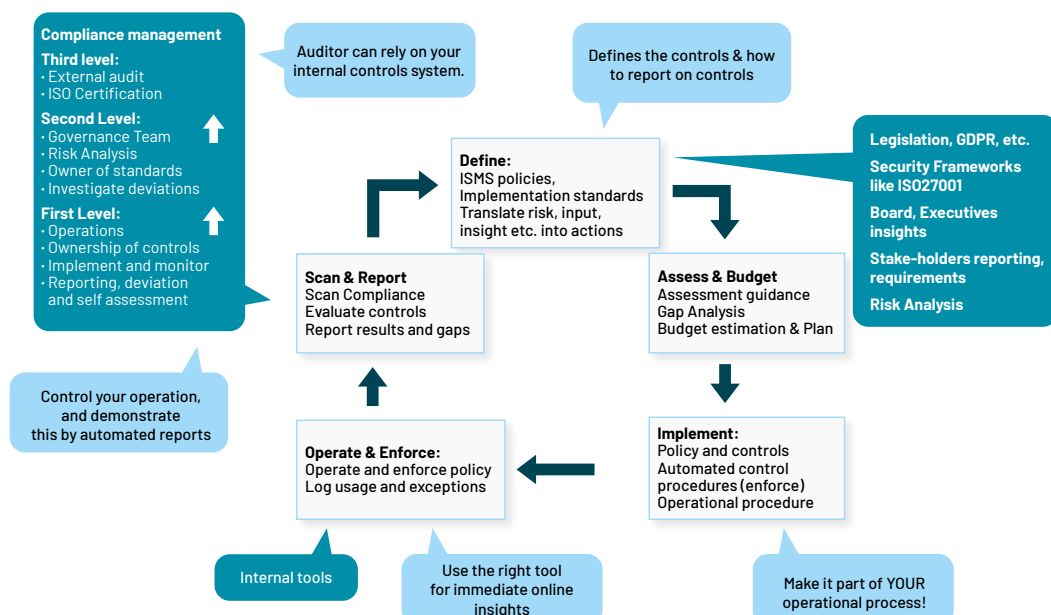 Compliance management
Third level:
· External audit
· ISO Certification
Second Level:
· Governance Team
· Risk Analysis
· Owner of standards
· Investigate deviations
First Level:
· Operations
· Ownership of controls
· Implement and monitor
· Reporting, deviation
and self assessment
Auditor can rely on your
internal controls system.
Defines the controls & how
to report on controls
Define:
ISMS policies,
Implementation standards
Translate risk, input,
insight etc. into actions
Legislation, GDPR, etc.
Security Frameworks
like ISO27001
Board, Executives
insights
Stake-holders reporting,
requirements
Risk Analysis
Scan & Report
Scan Compliance
Evaluate controls
Report results and gaps
Assess & Budget
Assessment guidance
Gap Analysis
Budget estimation & Plan
Control your operation,
and demonstrate
this by automated reports
Operate & Enforce:
Operate and enforce policy
Log usage and exceptions
Implement:
Policy and controls
Automated control
procedures (enforce)
Operational procedure
Internal tools
Use the right tool
for immediate online
insights
Make it part of YOUR
operational process!